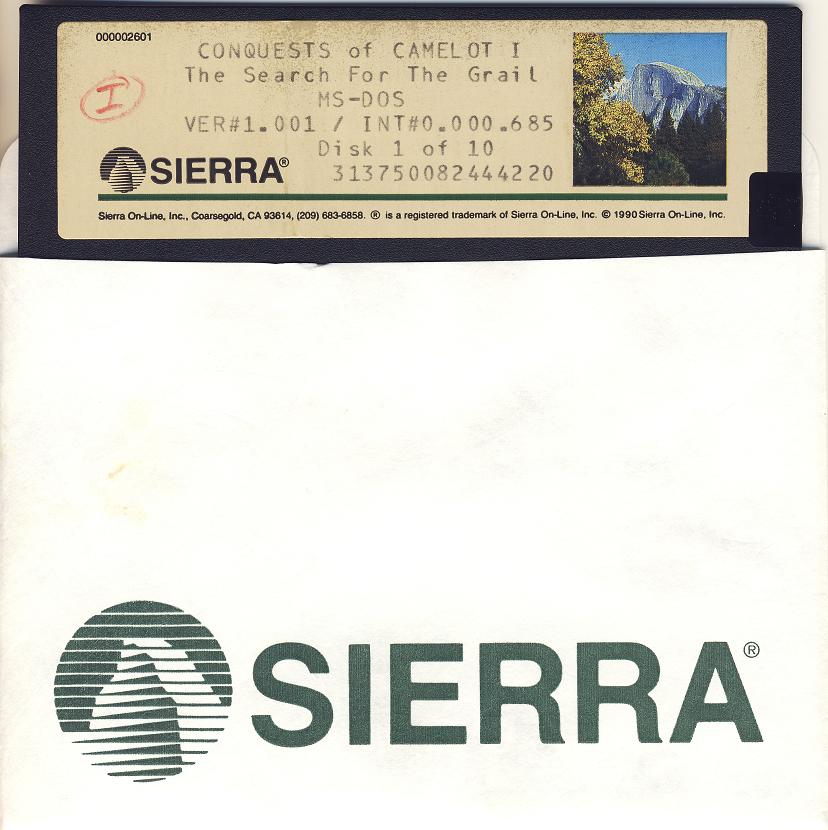 000002601
CONQUESTS of CAMELOT I
The Search For The Grail
I
MS-DOS
VER#1.001 / INT#0.000.685
Disk 1 of 10
SIERRA®
313750082444220
Sierra On-Line, Inc., Coarsegold, CA 93614, (209) 683-6858. ® is a registered trademark of Sierra On-Line, Inc. © 1990 Sierra On-Line, Inc.
SIERRA®